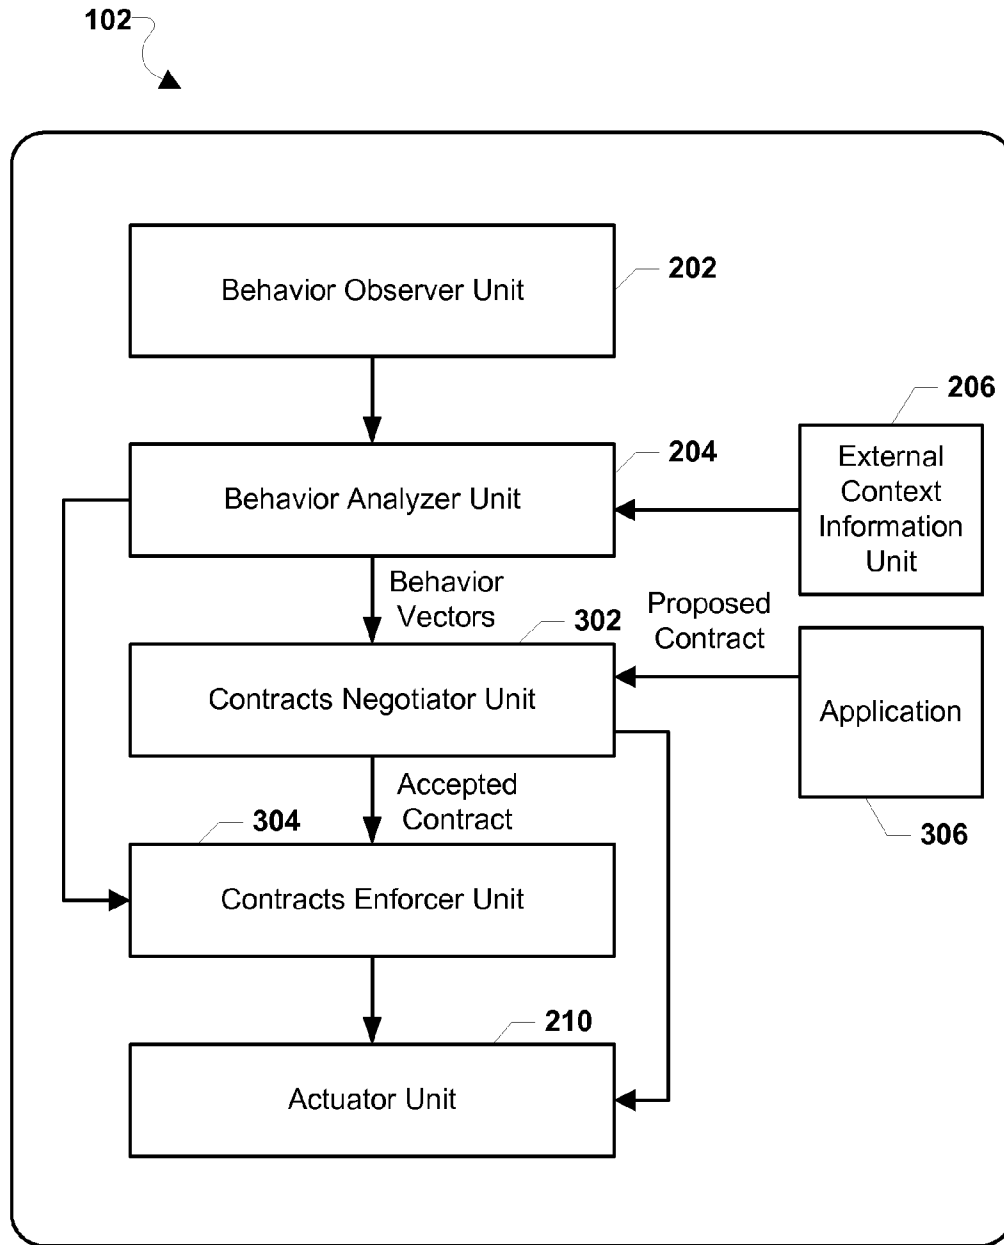 102
Behavior Observer Unit
202
206
204
Behavior Analyzer Unit
External
Context
Information
Unit
Behavior
Vectors
302
Proposed
Contract
Contracts Negotiator Unit
Application
Accepted
Contract
304
306
Contracts Enforcer Unit
210
Actuator Unit